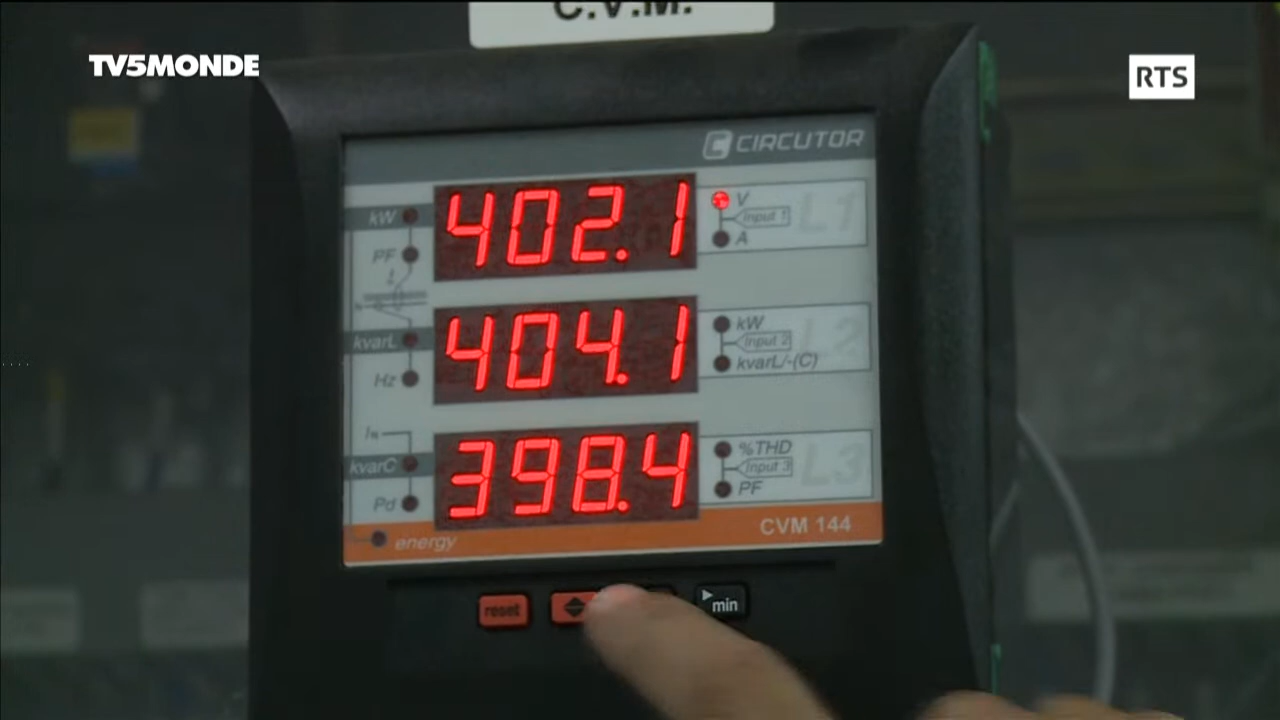 C.V.M.
TV5MONDE
RTS
CIRCUTOR
kW
402.1
V
Input 1
L1
PF
A
kvarL
404.1
kW
Input 2
L2
Hz
kvarL/-(C)
IN
398.4
%THD
kvarC
Input 3
L3
Pd
PF
energy
CVM 144
reset
min